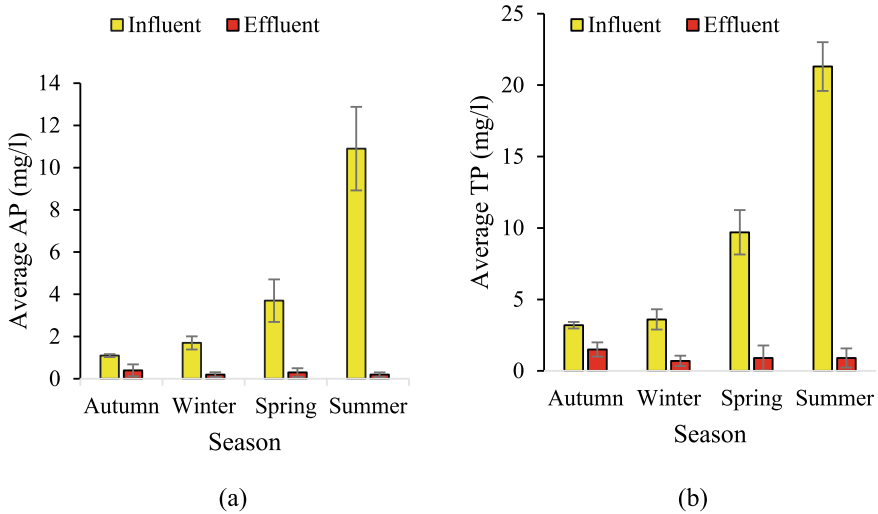 Influent Effluent
Average AP (mg/l)
14
12
10
8
6
4
2
0
Autumn Winter Spring Summer
Season
(a)
Influent Effluent
Average TP (mg/l)
25
20
15
10
5
0
Autumn Winter Spring Summer
Season
(b)